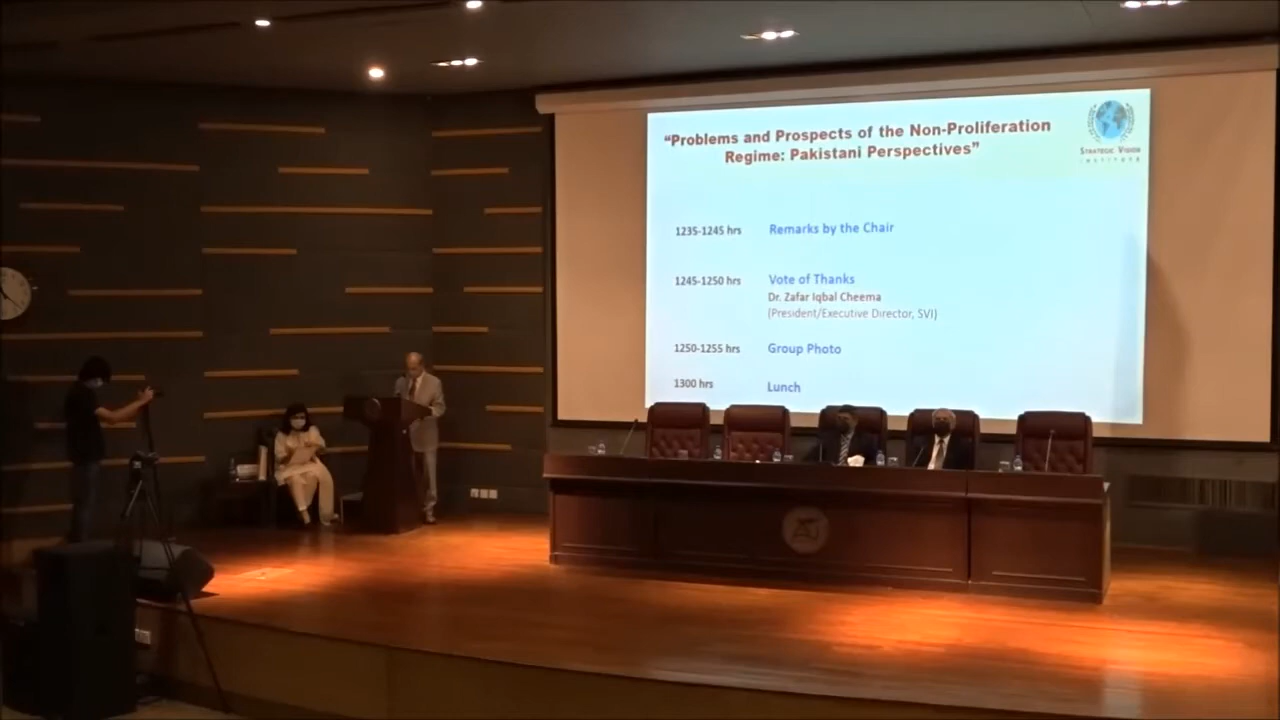 “Problems and Prospects of the Non-Proliferation
Regime: Pakistani Perspectives”
STRATEGIC VISION
INSTITUTE
1235-1245 hrs Remarks by the Chair
1245-1250 hrs Vote of Thanks
Dr. Zafar Iqbal Cheema
(President/Executive Director, SVI)
1250-1255 hrs Group Photo
1300 hrs Lunch